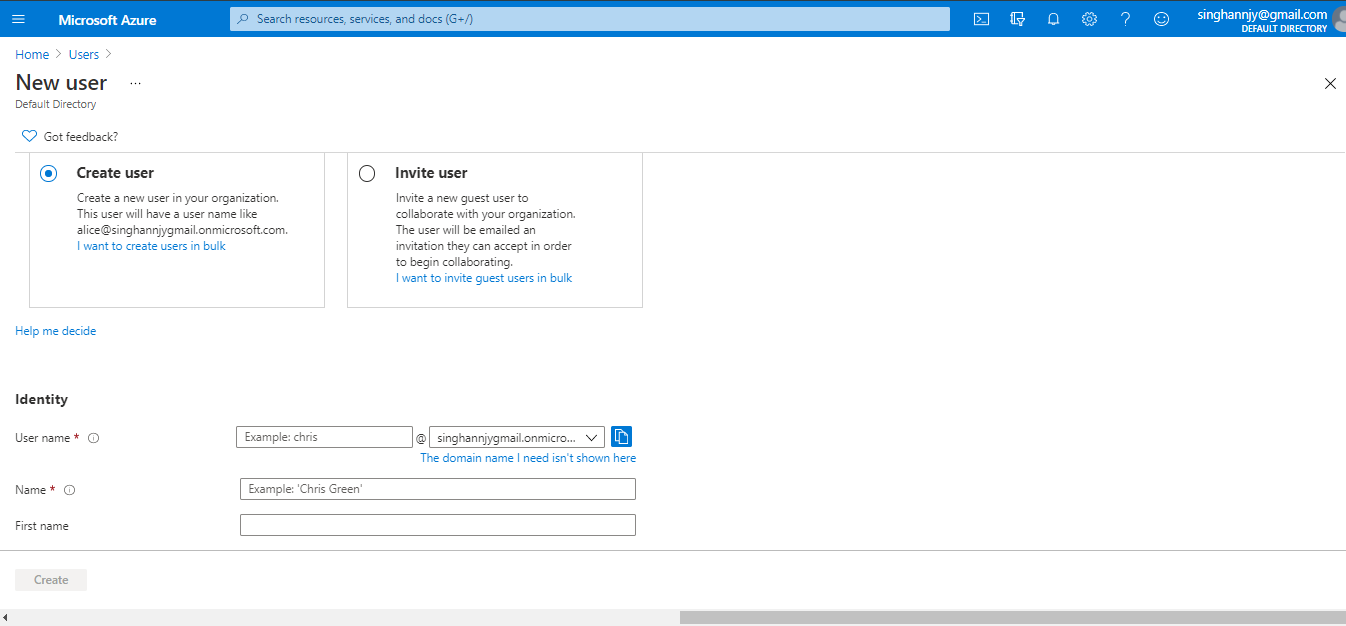 Microsoft Azure
Search resources, services, and docs (G+/)
singhannjy@gmail.com
DEFAULT DIRECTORY
Home > Users >
New user ...
Default Directory
Got feedback?
Create user
Create a new user in your organization.
This user will have a user name like
alice@singhannjygmail.onmicrosoft.com.
I want to create users in bulk
Invite user
Invite a new guest user to
collaborate with your organization.
The user will be emailed an
invitation they can accept in order
to begin collaborating.
I want to invite guest users in bulk
Help me decide
Identity
User name * Example: chris @ singhannjygmail.onmicro...
The domain name I need isn't shown here
Name * Example: 'Chris Green'
First name
Create